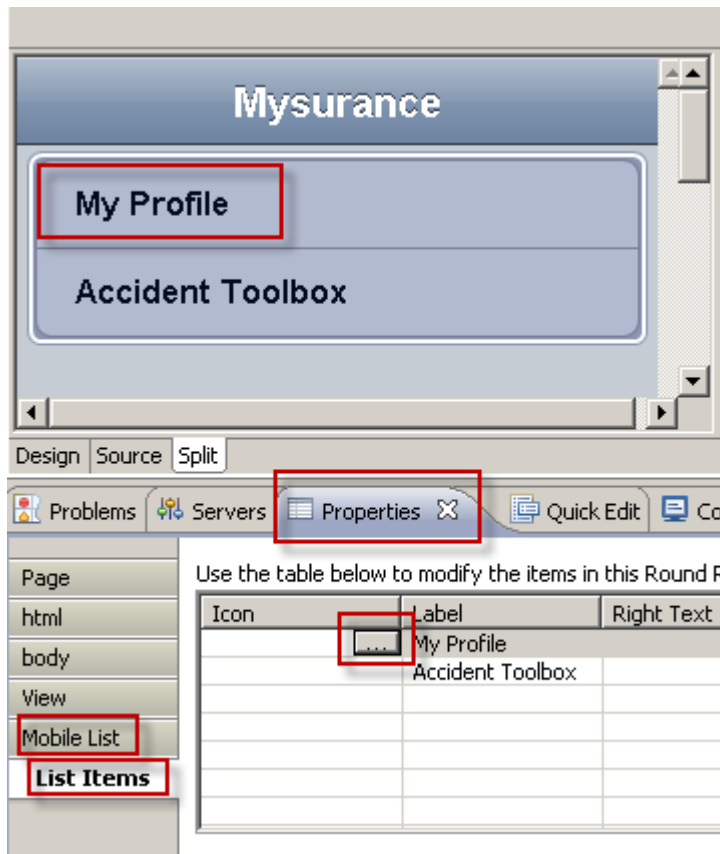 Mysurance
My Profile
Accident Toolbox
Design Source Split
Problems Servers Properties Quick Edit Co
Page
html
body
View
Mobile List
List Items
Use the table below to modify the items in this Round R
Icon Label Right Text
... My Profile
Accident Toolbox